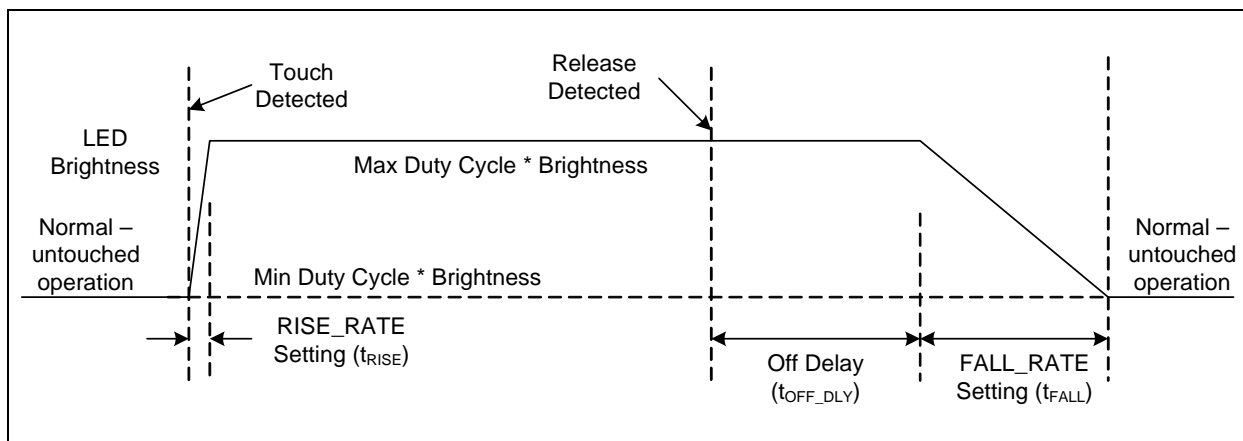 Touch
Detected
Release
Detected
LED
Brightness
Max Duty Cycle * Brightness
Normal –
untouched
operation
Min Duty Cycle * Brightness
Normal –
untouched
operation
RISE_RATE
Setting (tRISE)
Off Delay
(tOFF_DLY)
FALL_RATE
Setting (tFALL)